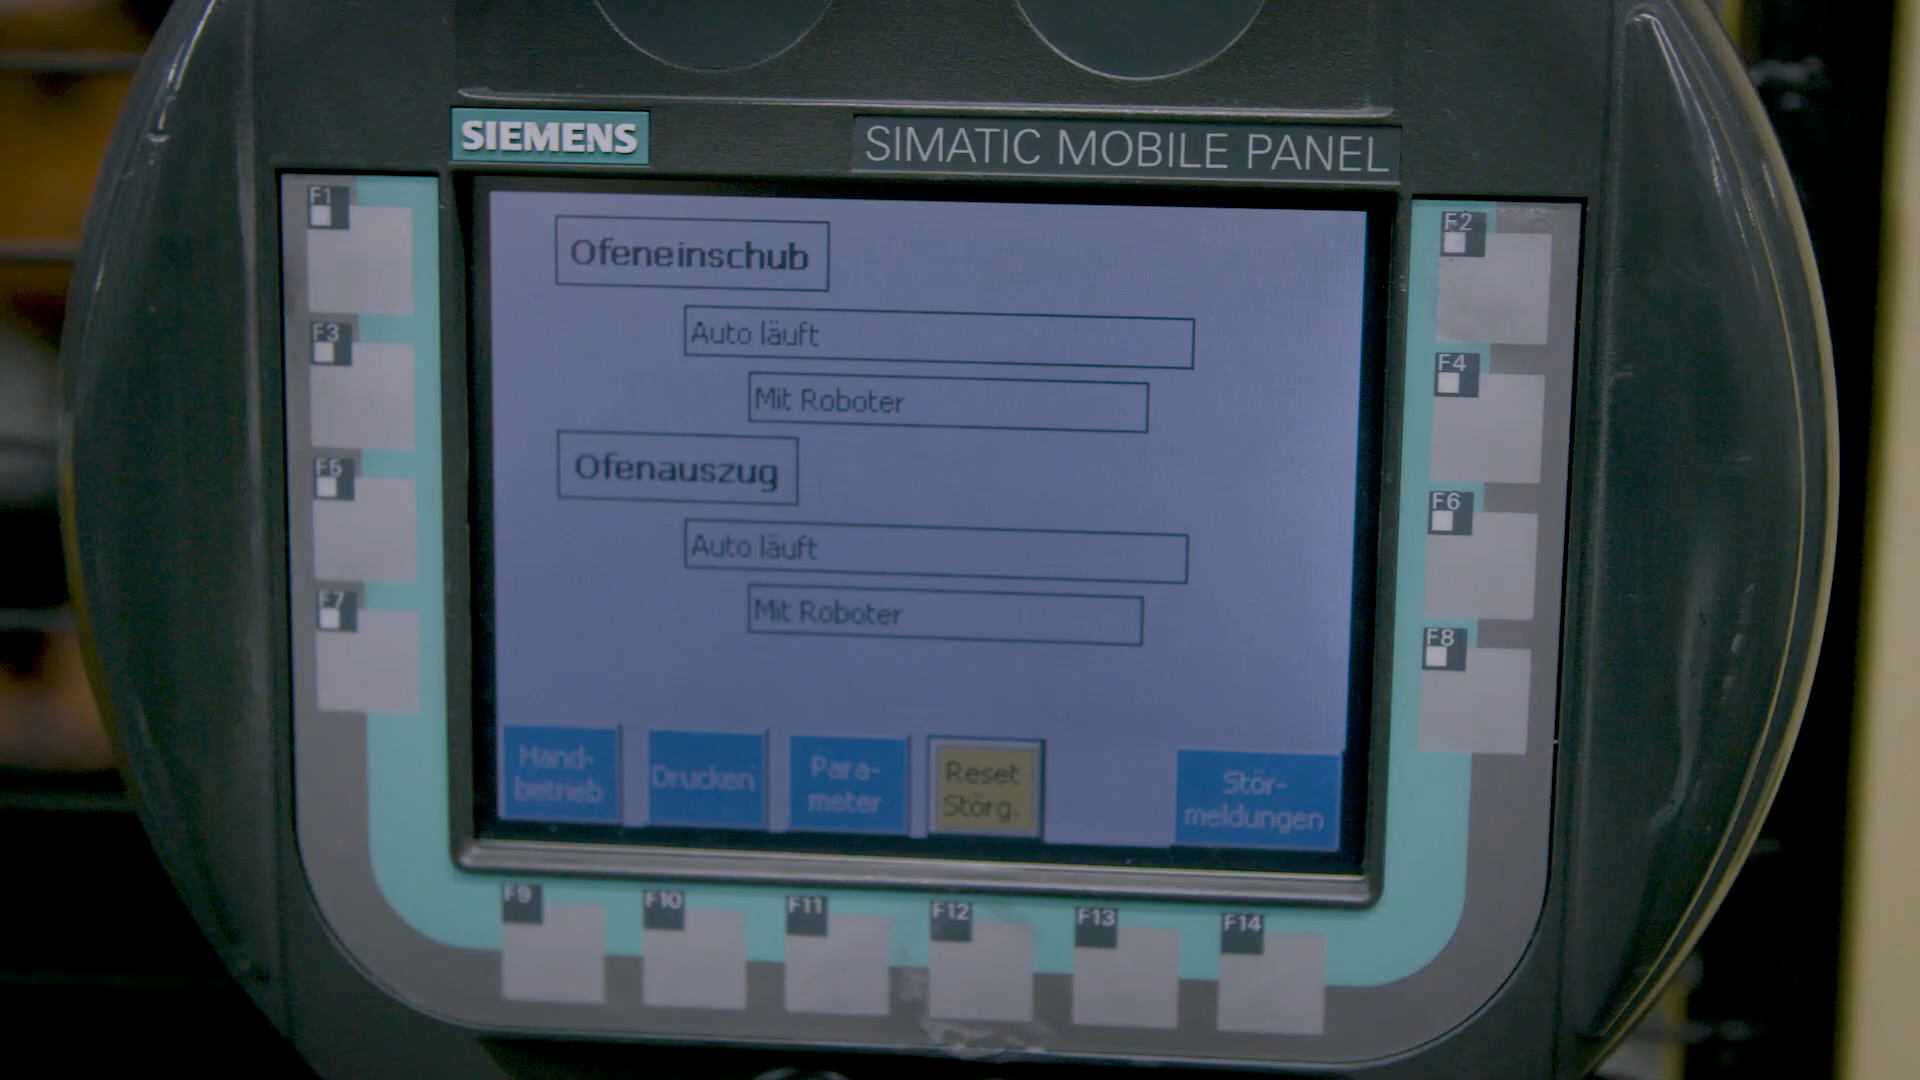 SIEMENS
SIMATIC MOBILE PANEL
F1
F2
F3
F4
F5
F6
F7
F8
Ofeneinschub
Auto läuft
Mit Roboter
Ofenauszug
Auto läuft
Mit Roboter
Hand-
betrieb
Drucken
Para-
meter
Reset
Störg.
Stör-
meldungen
F9
F10
F11
F12
F13
F14